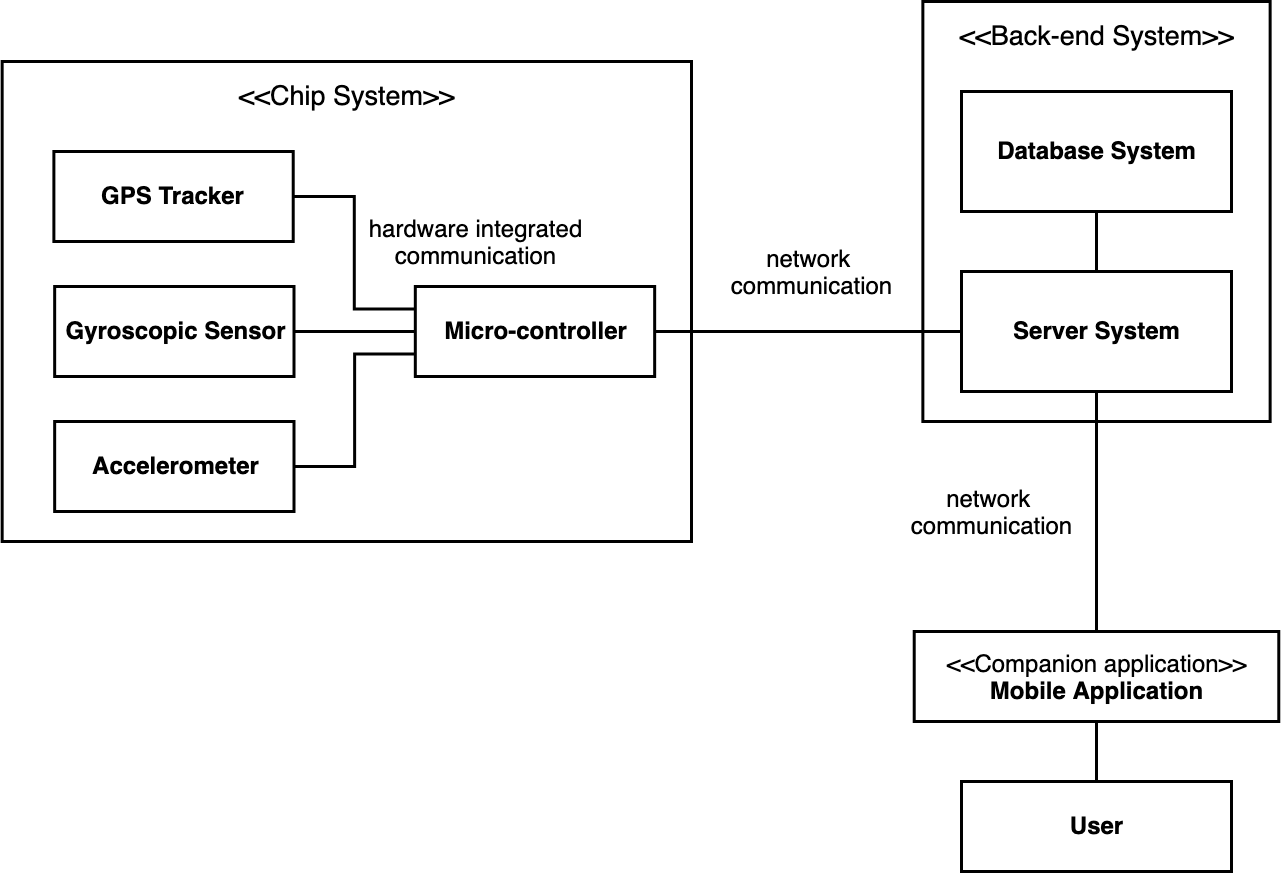 <<Chip System>>
GPS Tracker
hardware integrated
communication
Gyroscopic Sensor
Micro-controller
Accelerometer
network
communication
<<Back-end System>>
Database System
Server System
network
communication
<<Companion application>>
Mobile Application
User